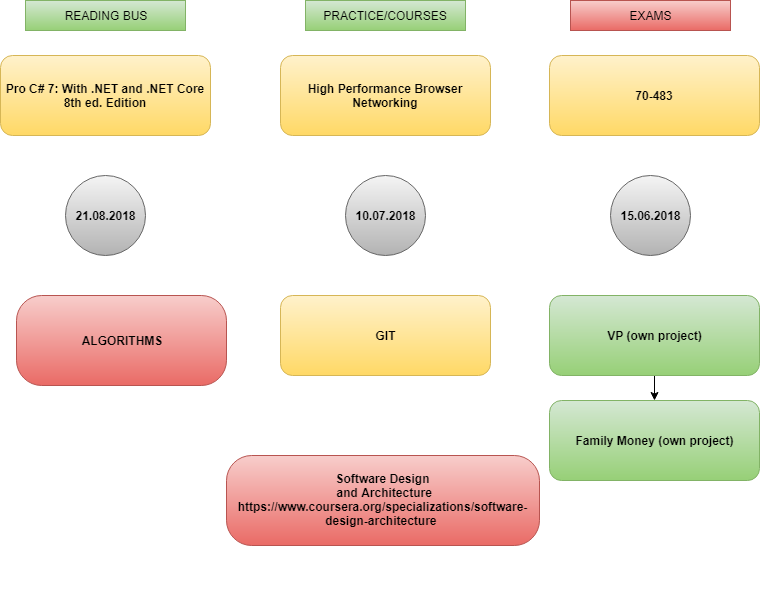 READING BUS
PRACTICE/COURSES
EXAMS
Pro C# 7: With .NET and .NET Core
8th ed. Edition
High Performance Browser
Networking
70-483
21.08.2018
10.07.2018
15.06.2018
ALGORITHMS
GIT
VP (own project)
Family Money (own project)
Software Design
and Architecture
https://www.coursera.org/specializations/software-
design-architecture